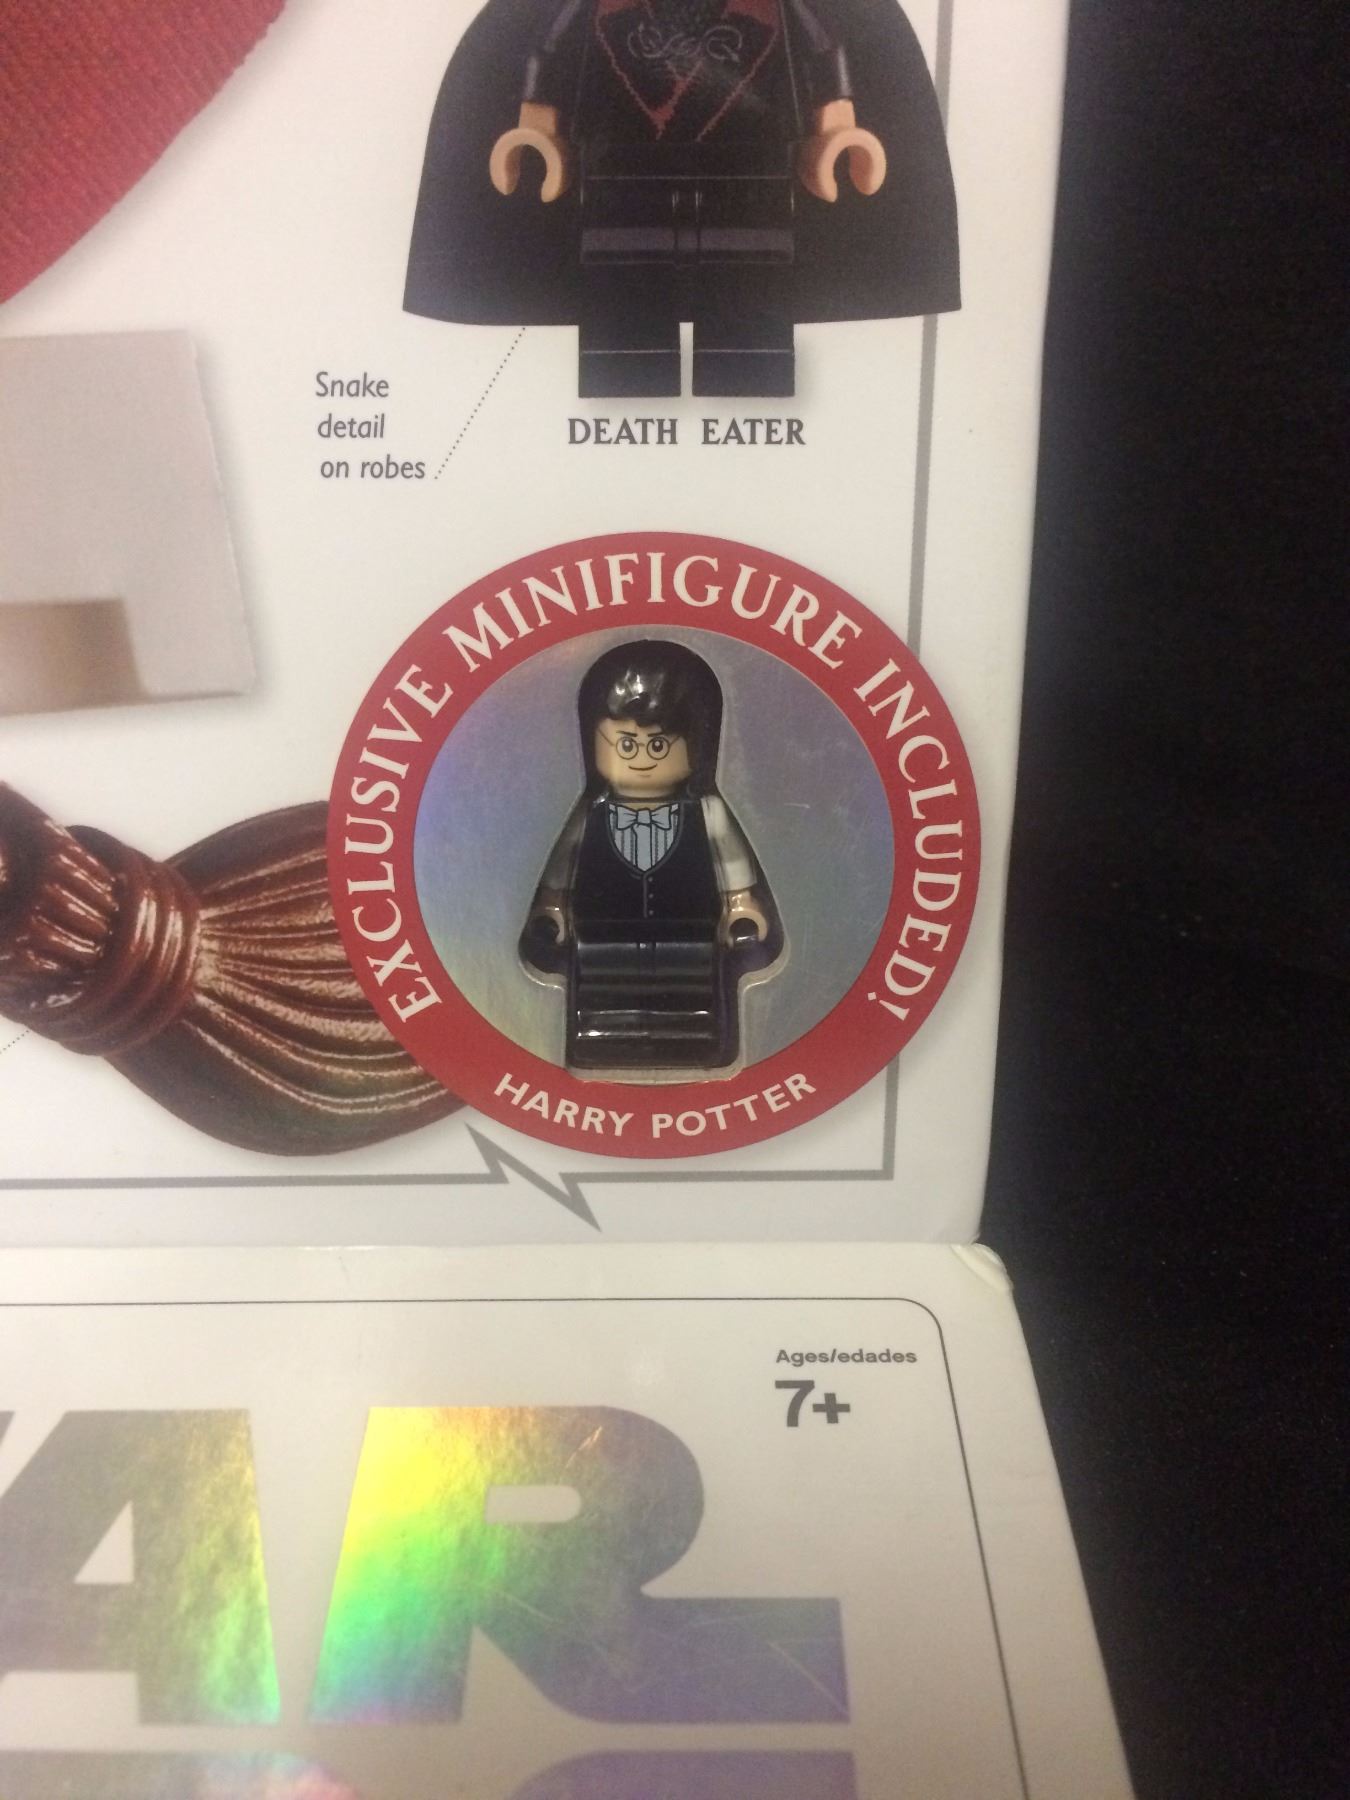 Snake
detail
on robes
DEATH EATER
EXCLUSIVE MINIFIGURE INCLUDED!
HARRY POTTER
Ages/edades
7+
AR